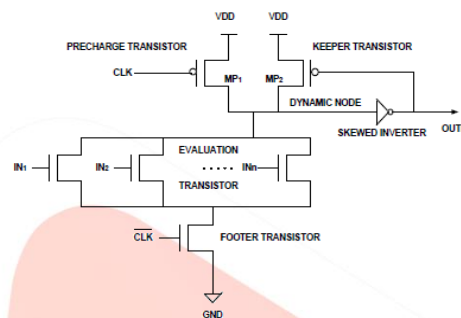 VDD VDD
PRECHARGE TRANSISTOR KEEPER TRANSISTOR
CLK MP1 MP2
DYNAMIC NODE
OUT
SKEWED INVERTER
EVALUATION
IN1 IN2 ..... INn
TRANSISTOR
CLK FOOTER TRANSISTOR
GND